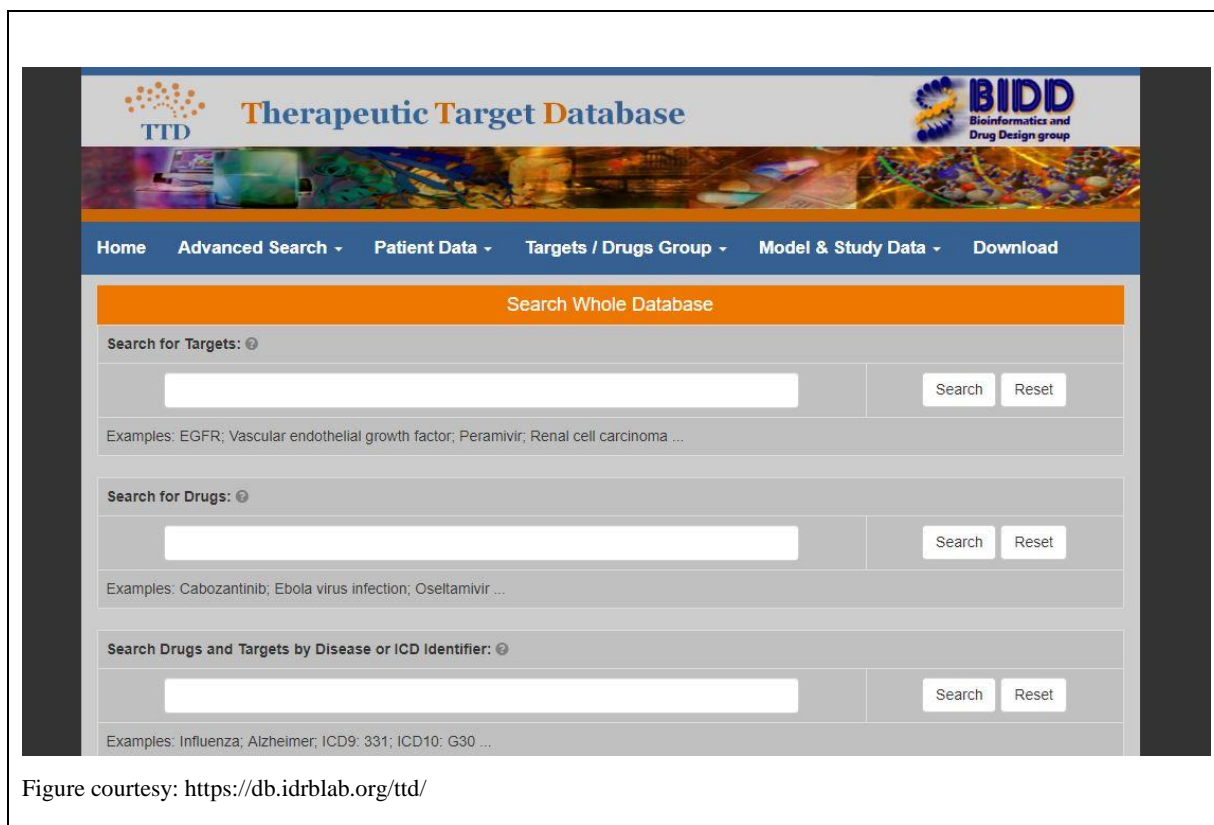 TTD
Therapeutic Target Database
BIDD
Bioinformatics and
Drug Design group
Home Advanced Search Patient Data Targets / Drugs Group Model & Study Data Download
Search Whole Database
Search for Targets:
Search Reset
Examples: EGFR; Vascular endothelial growth factor; Peramivir; Renal cell carcinoma ...
Search for Drugs:
Search Reset
Examples: Cabozantinib; Ebola virus infection; Oseltamivir ...
Search Drugs and Targets by Disease or ICD Identifier:
Search Reset
Examples: Influenza; Alzheimer; ICD9: 331; ICD10: G30 ...
Figure courtesy: https://db.idrblab.org/ttd/